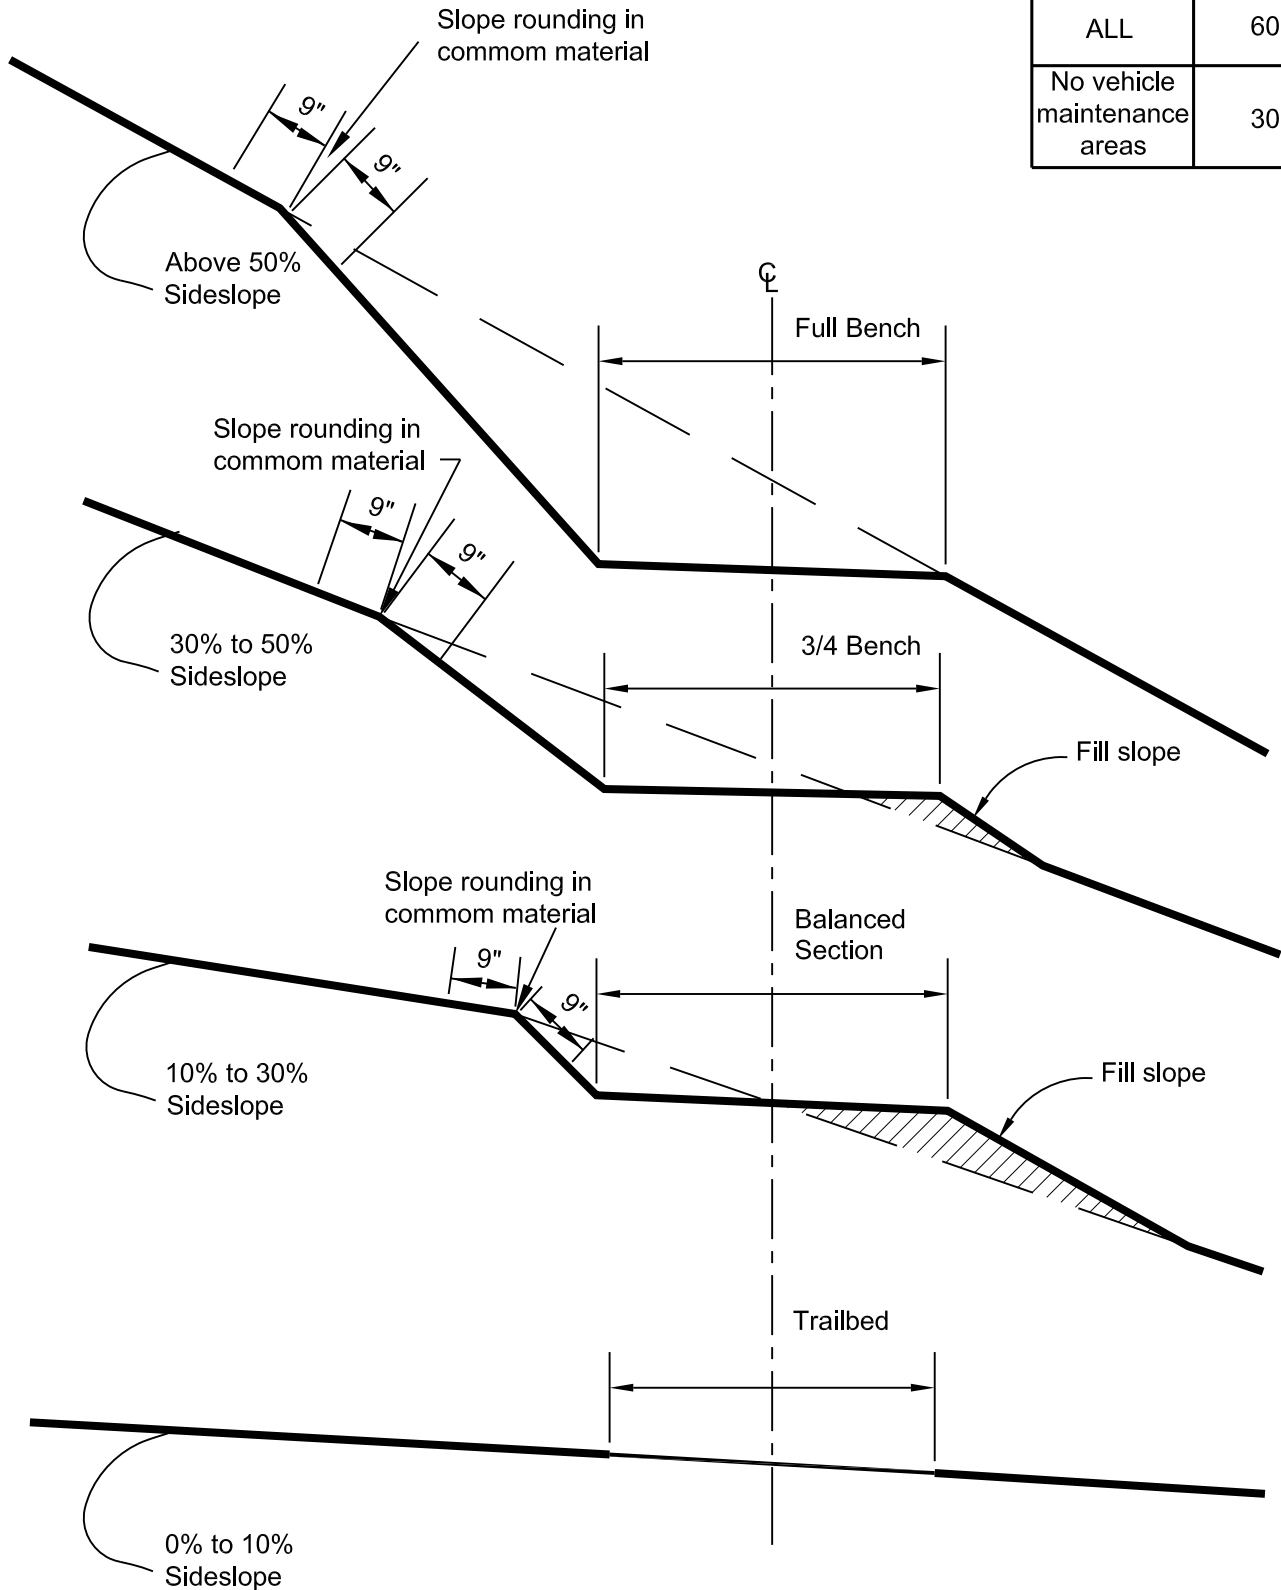 Slope rounding in
commom material
ALL 60
No vehicle
maintenance
areas
30
9"
9"
Above 50%
Sideslope
℄
Full Bench
Slope rounding in
commom material
9"
9"
30% to 50%
Sideslope
3/4 Bench
Fill slope
Slope rounding in
commom material
9"
9"
Balanced
Section
10% to 30%
Sideslope
Fill slope
Trailbed
0% to 10%
Sideslope